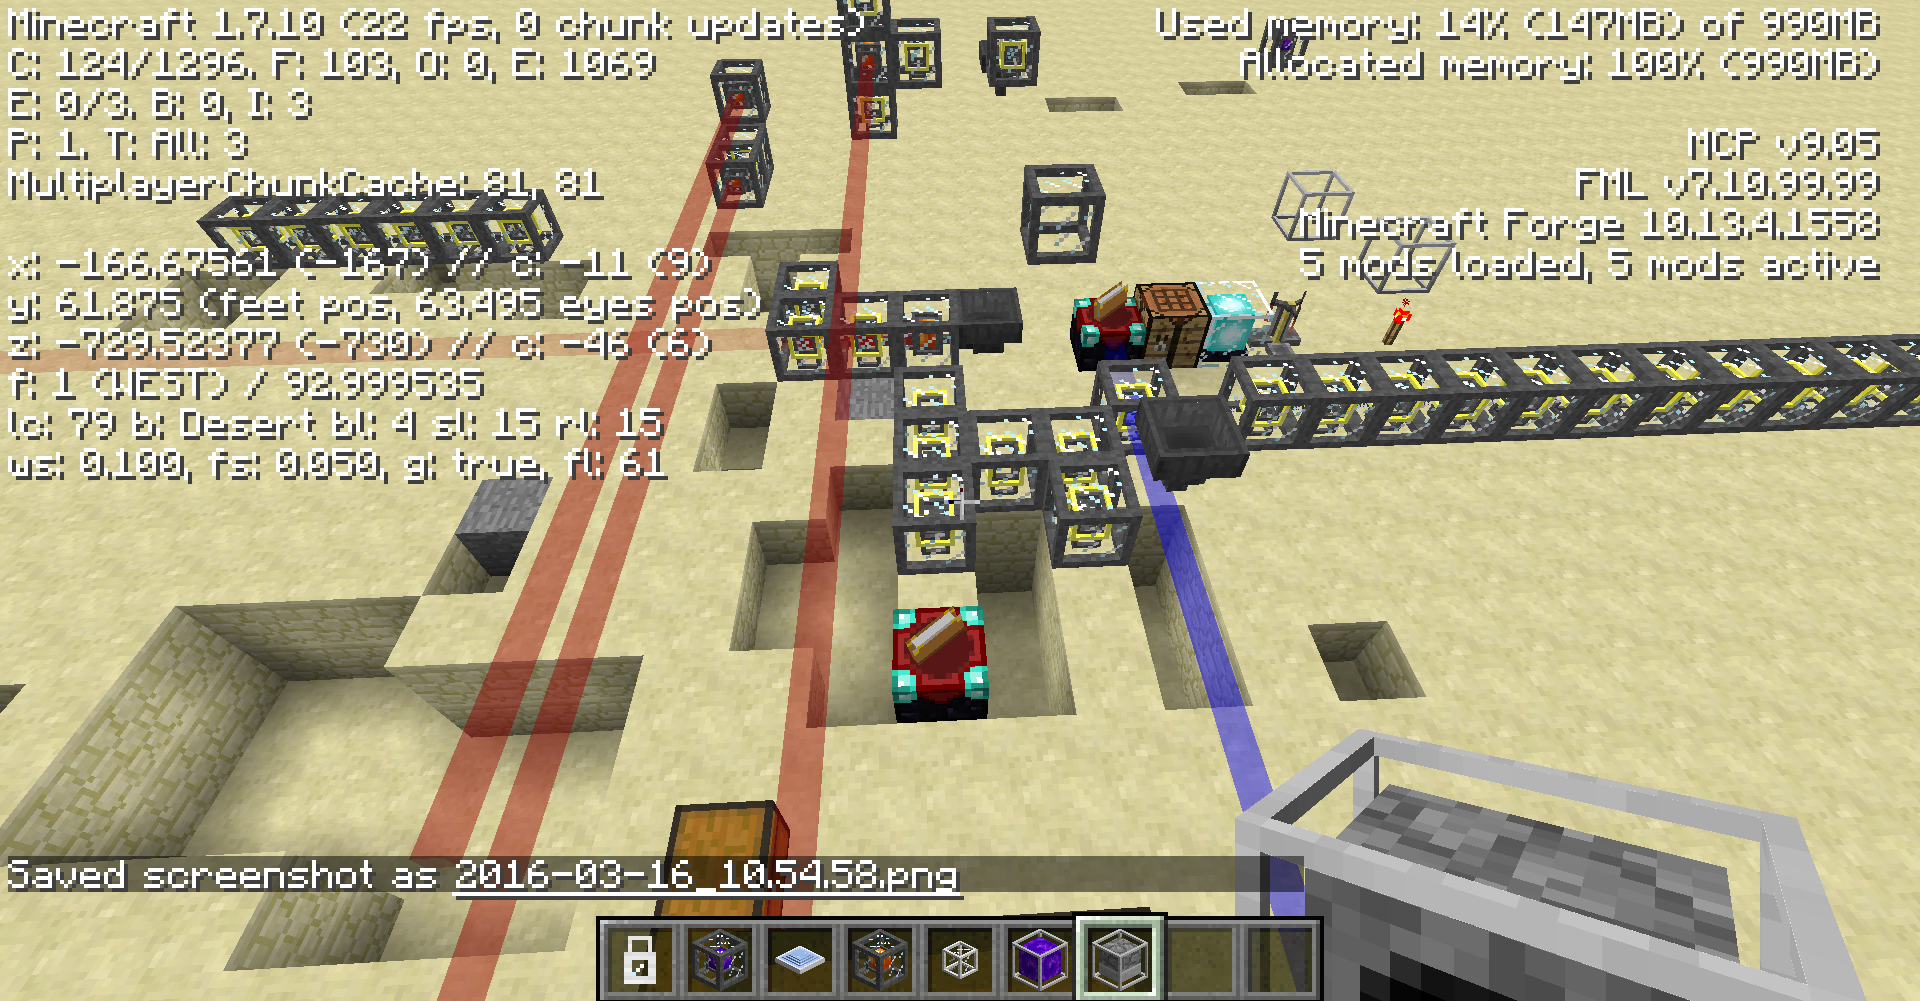 Minecraft 1.7.10 (22 fps, 0 chunk updates)
C: 124/1296. F: 103, O: 0, E: 1069
E: 0/3. B: 0, I: 3
P: 1. T: All: 3
MultiplayerChunkCache: 81, 81
x: -166.67561 (-167) // c: -11 (9)
y: 61.875 (feet pos, 63.495 eyes pos)
z: -729.52377 (-730) // c: -46 (6)
f: 1 (WEST) / 92.999535
lc: 79 b: Desert bl: 4 sl: 15 rl: 15
ws: 0.100, fs: 0.050, g: true, fl: 61
Used memory: 14% (147MB) of 990MB
Allocated memory: 100% (990MB)
MCP v9.05
FML v7.10.99.99
Minecraft Forge 10.13.4.1558
5 mods loaded, 5 mods active
Saved screenshot as 2016-03-16_10.54.58.png